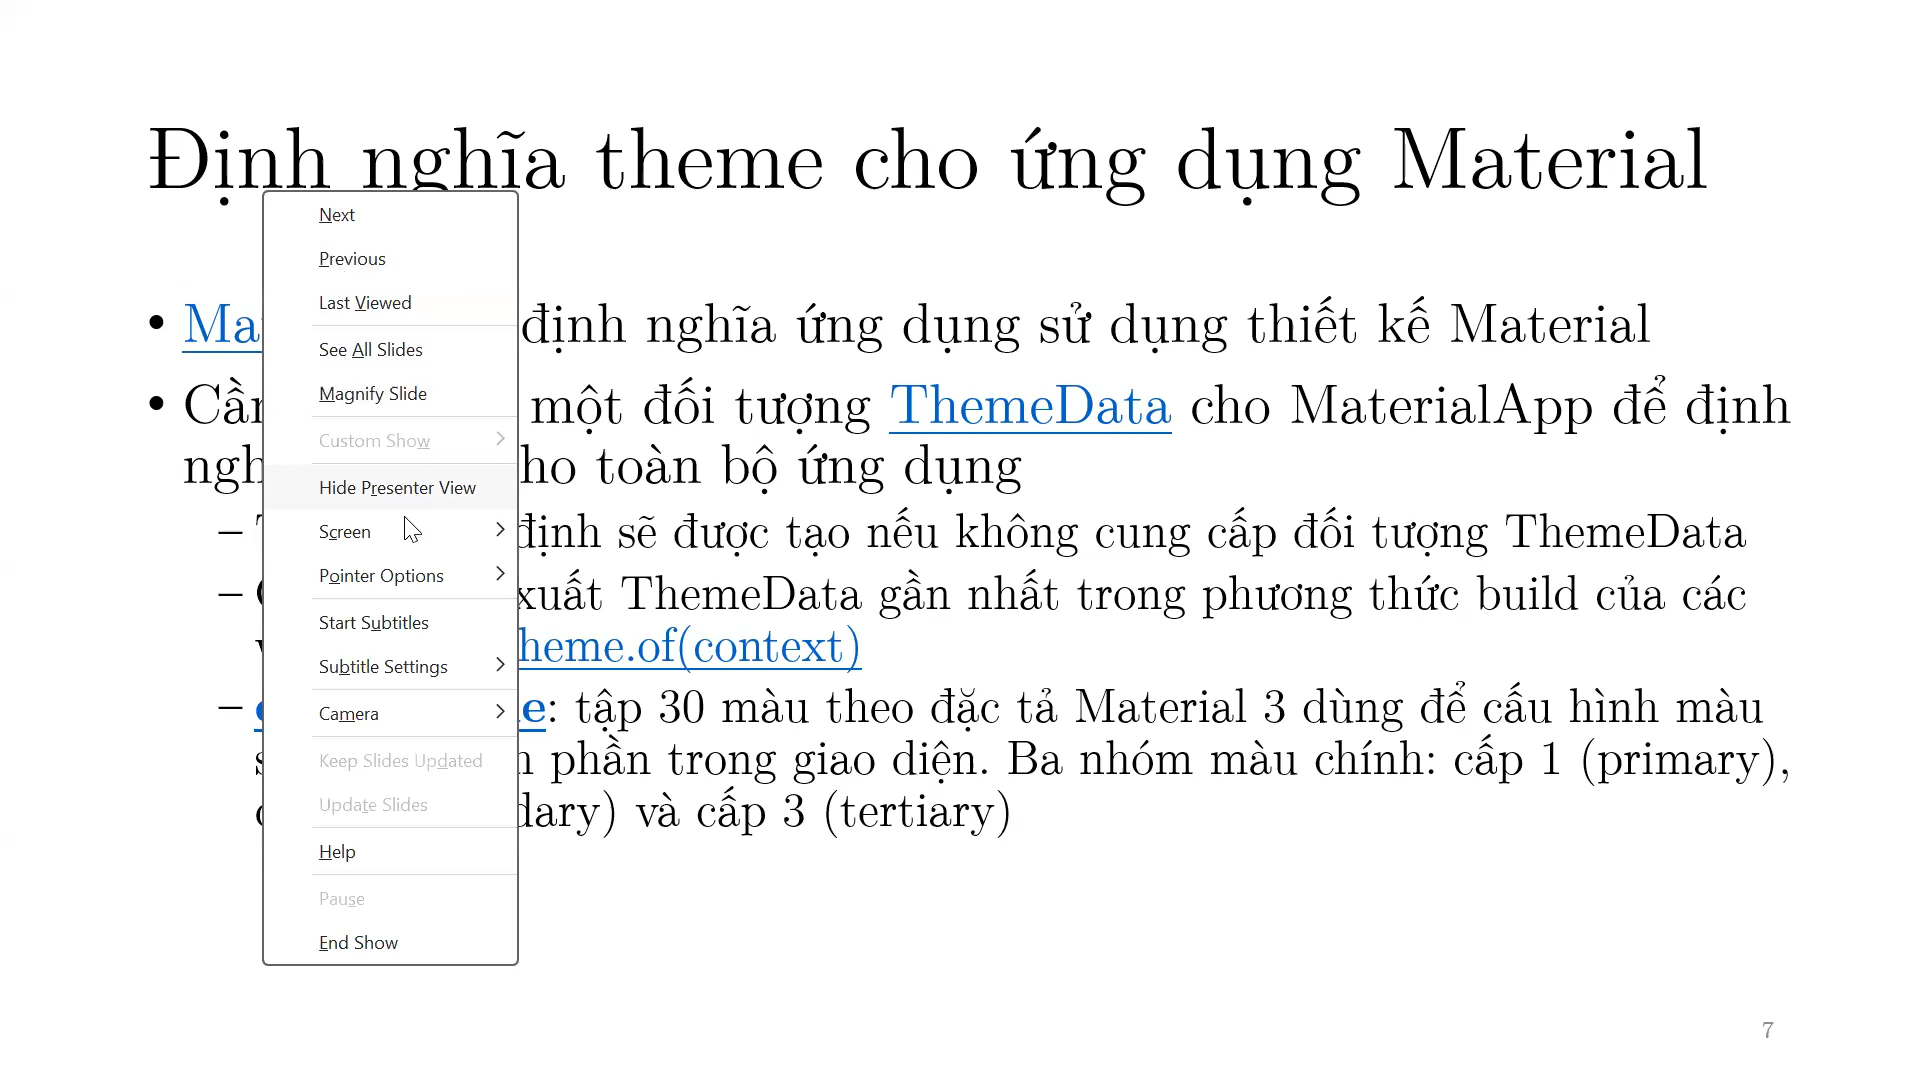 Định nghĩa theme cho ứng dụng Material
Next
Previous
Last Viewed
See All Slides
Magnify Slide
Custom Show
Hide Presenter View
Screen
Pointer Options
Start Subtitles
Subtitle Settings
Camera
Keep Slides Updated
Update Slides
Help
Pause
End Show
• định nghĩa ứng dụng sử dụng thiết kế Material
• một đối tượng ThemeData cho MaterialApp để định
toàn bộ ứng dụng
– định sẽ được tạo nếu không cung cấp đối tượng ThemeData
– xuất ThemeData gần nhất trong phương thức build của các
heme.of(context)
– : tập 30 màu theo đặc tả Material 3 dùng để cấu hình màu
phần trong giao diện. Ba nhóm màu chính: cấp 1 (primary),
dary) và cấp 3 (tertiary)
7